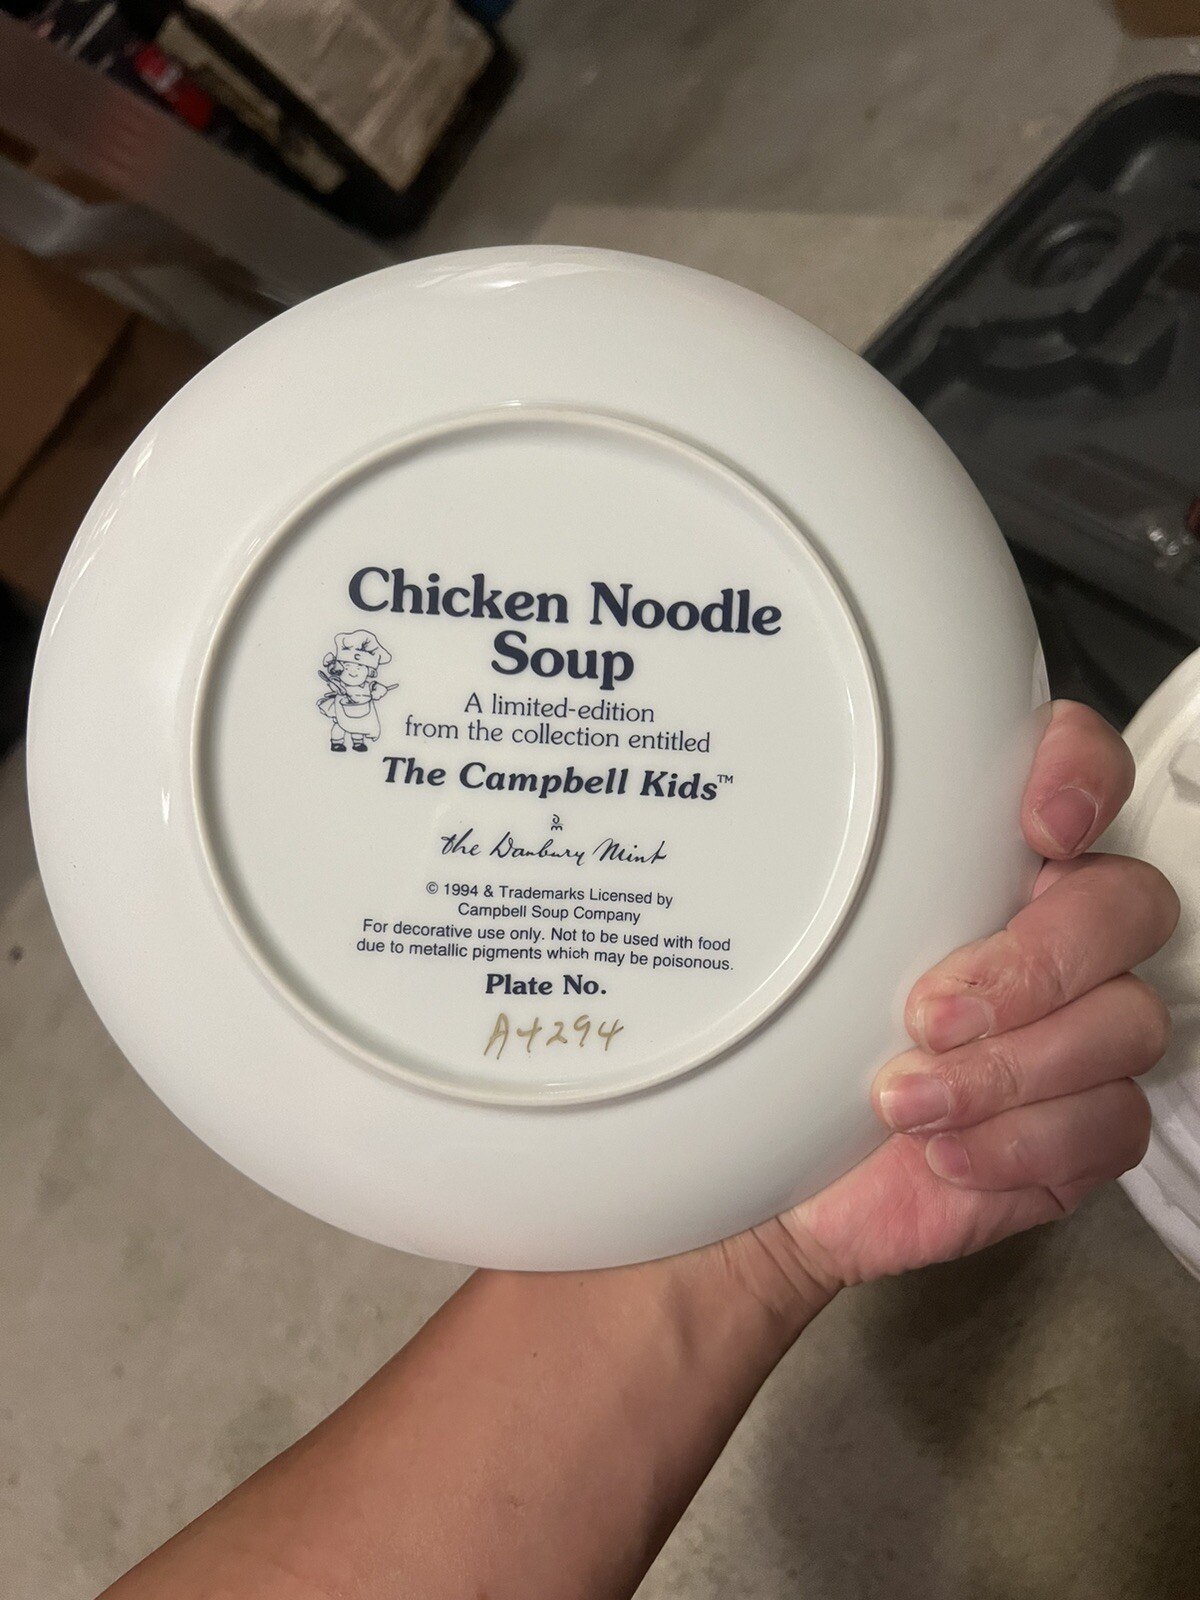 Chicken Noodle
Soup
A limited-edition
from the collection entitled
The Campbell Kids™
DM
the Danbury Mint
© 1994 & Trademarks Licensed by
Campbell Soup Company
For decorative use only. Not to be used with food
due to metallic pigments which may be poisonous.
Plate No.
A4294